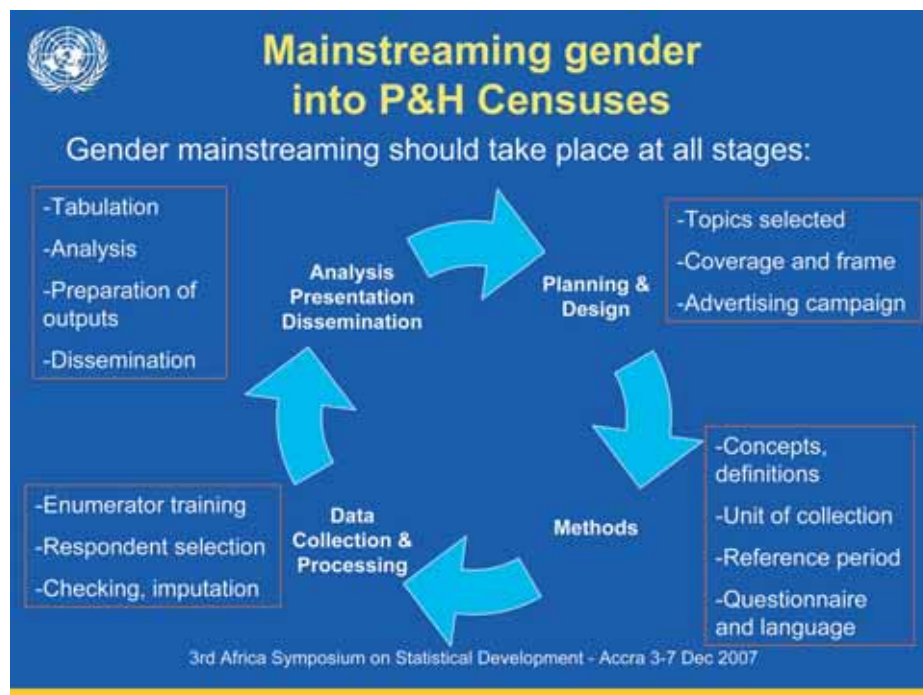 Mainstreaming gender
into P&H Censuses
Gender mainstreaming should take place at all stages:
-Tabulation
-Analysis
-Preparation of
outputs
-Dissemination
Analysis
Presentation
Dissemination
Planning &
Design
-Topics selected
-Coverage and frame
-Advertising campaign
-Enumerator training
-Respondent selection
-Checking, imputation
Data
Collection &
Processing
Methods
-Concepts,
definitions
-Unit of collection
-Reference period
-Questionnaire
and language
3rd Africa Symposium on Statistical Development - Accra 3-7 Dec 2007